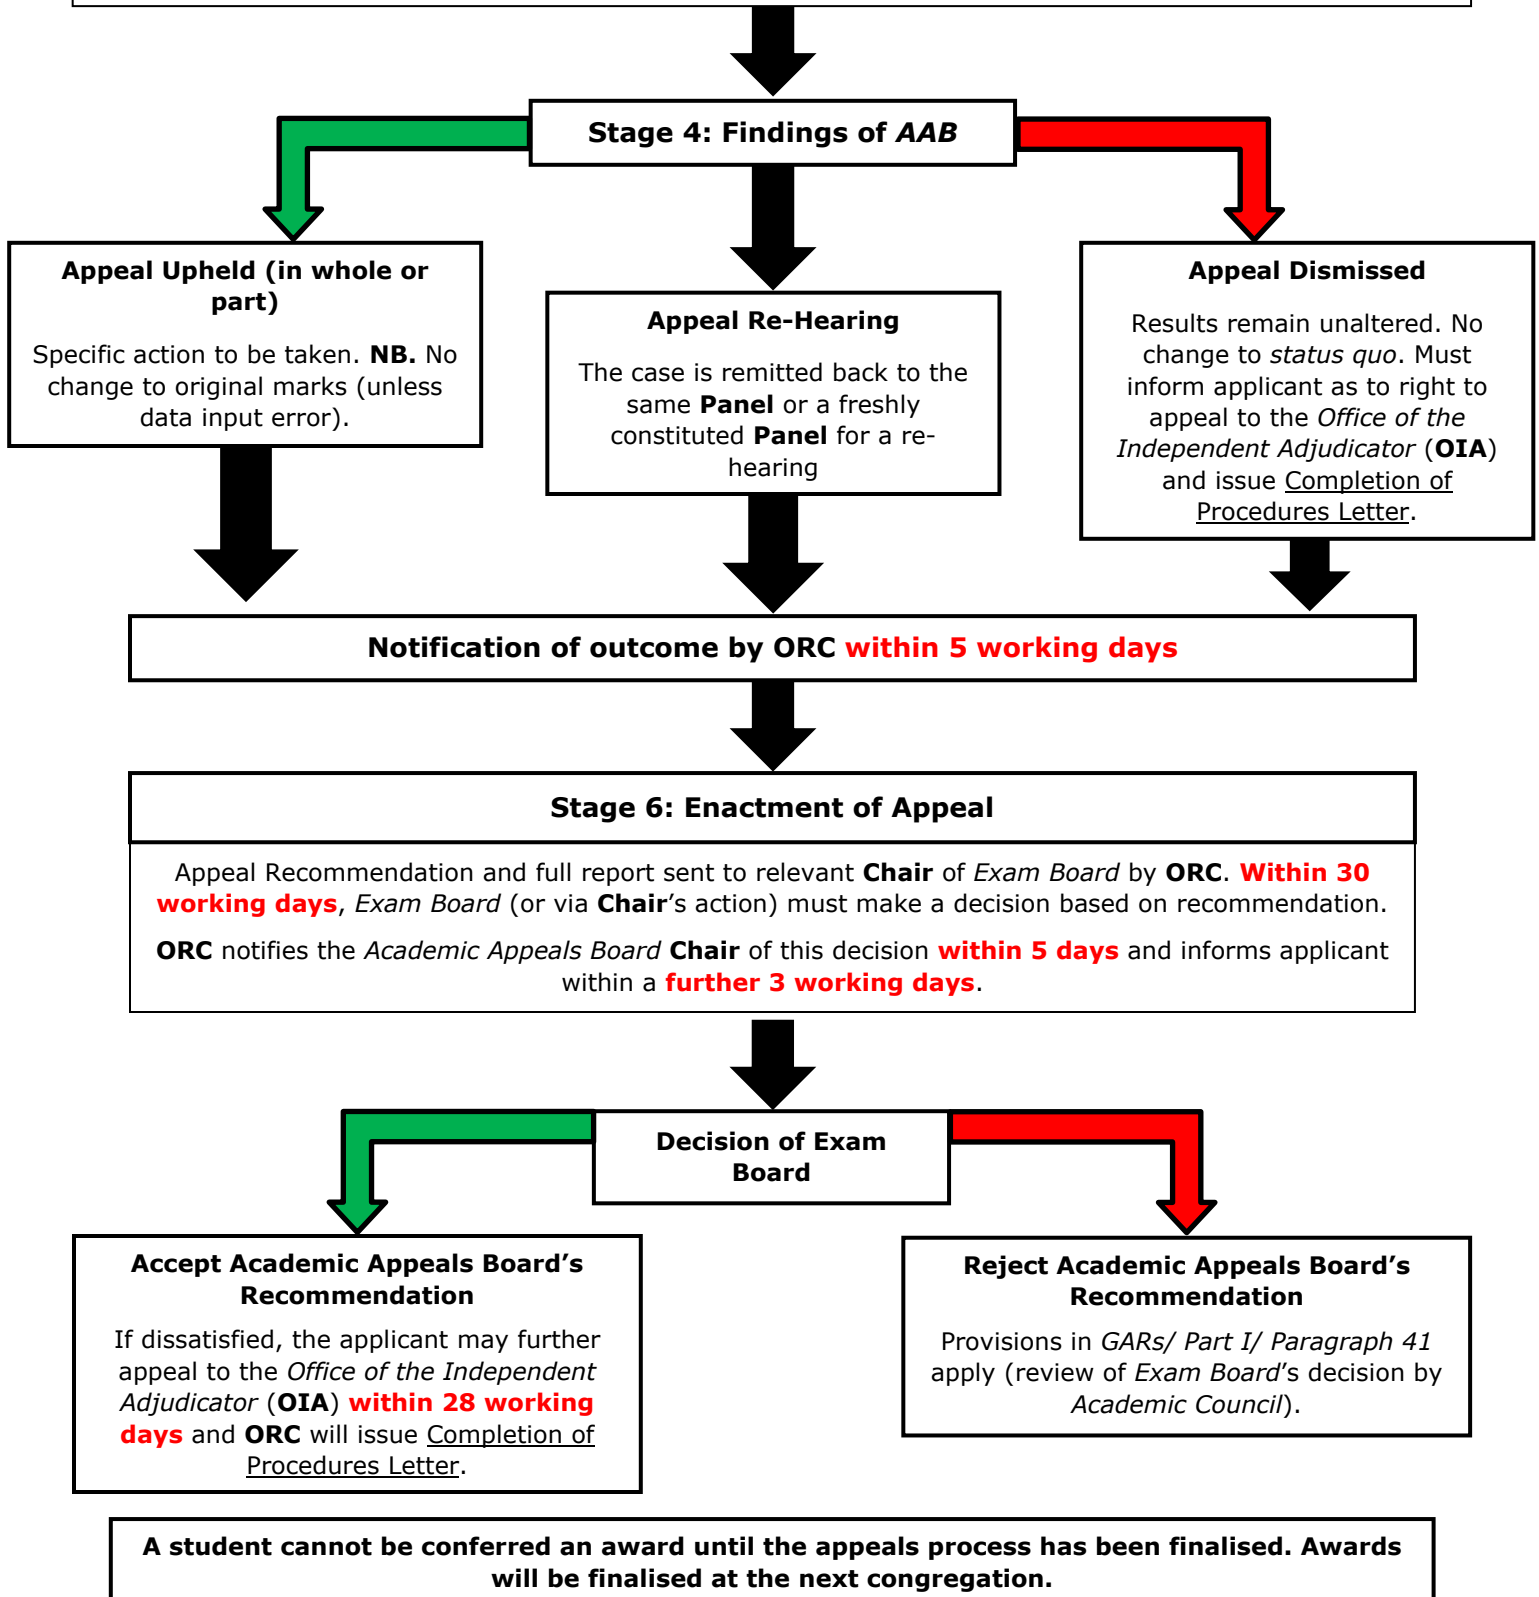 Stage 4: Findings of AAB
Appeal Upheld (in whole or
part)
Specific action to be taken. NB. No
change to original marks (unless
data input error).
Appeal Re-Hearing
The case is remitted back to the
same Panel or a freshly
constituted Panel for a re-
hearing
Appeal Dismissed
Results remain unaltered. No
change to status quo. Must
inform applicant as to right to
appeal to the Office of the
Independent Adjudicator (OIA)
and issue Completion of
Procedures Letter.
Notification of outcome by ORC within 5 working days
Stage 6: Enactment of Appeal
Appeal Recommendation and full report sent to relevant Chair of Exam Board by ORC. Within 30
working days, Exam Board (or via Chair’s action) must make a decision based on recommendation.
ORC notifies the Academic Appeals Board Chair of this decision within 5 days and informs applicant
within a further 3 working days.
Decision of Exam
Board
Accept Academic Appeals Board’s
Recommendation
If dissatisfied, the applicant may further
appeal to the Office of the Independent
Adjudicator (OIA) within 28 working
days and ORC will issue Completion of
Procedures Letter.
Reject Academic Appeals Board’s
Recommendation
Provisions in GARs/ Part I/ Paragraph 41
apply (review of Exam Board’s decision by
Academic Council).
A student cannot be conferred an award until the appeals process has been finalised. Awards
will be finalised at the next congregation.